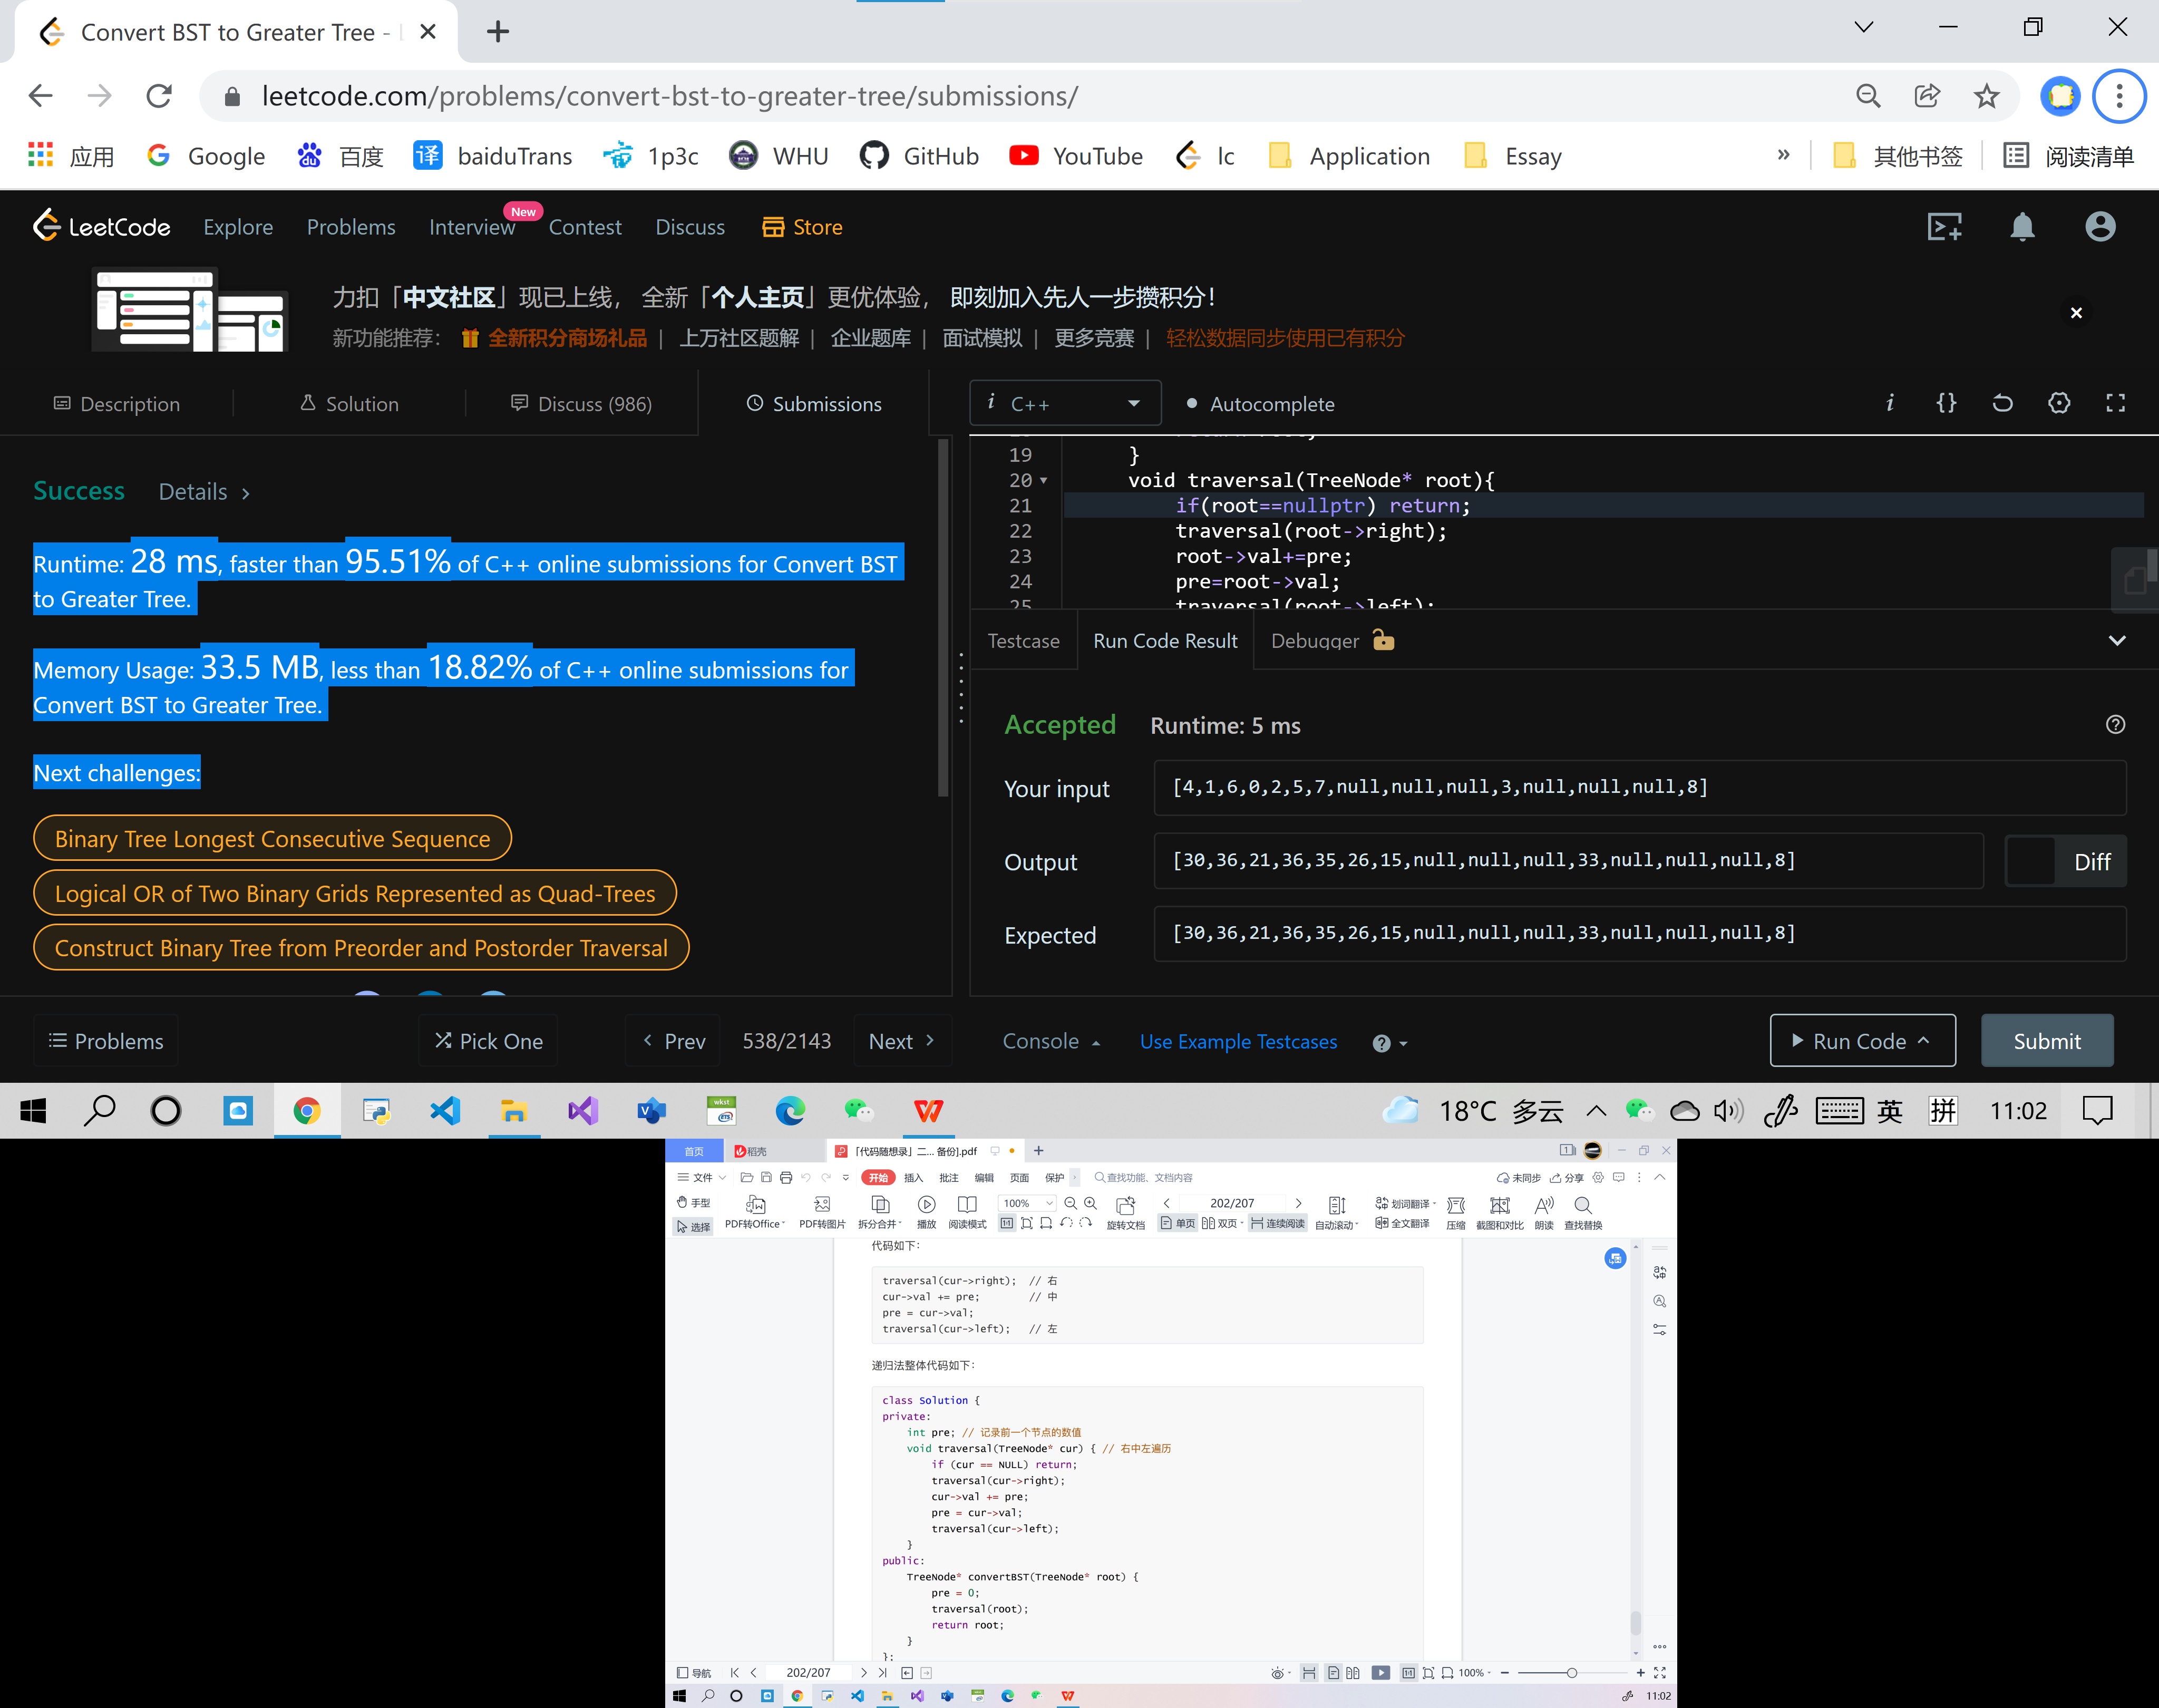 Convert BST to Greater Tree -
leetcode.com/problems/convert-bst-to-greater-tree/submissions/
应用 Google 百度 译 baiduTrans 1p3c WHU GitHub YouTube lc Application Essay » 其他书签 阅读清单
LeetCode Explore Problems Interview New Contest Discuss Store
力扣「中文社区」现已上线， 全新「个人主页」更优体验， 即刻加入先人一步攒积分！
新功能推荐： 全新积分商场礼品 | 上万社区题解 | 企业题库 | 面试模拟 | 更多竞赛 | 轻松数据同步使用已有积分
Description Solution Discuss (986) Submissions
Success Details >
Runtime: 28 ms, faster than 95.51% of C++ online submissions for Convert BST
to Greater Tree.
Memory Usage: 33.5 MB, less than 18.82% of C++ online submissions for
Convert BST to Greater Tree.
Next challenges:
Binary Tree Longest Consecutive Sequence
Logical OR of Two Binary Grids Represented as Quad-Trees
Construct Binary Tree from Preorder and Postorder Traversal
Problems Pick One Prev 538/2143 Next
i C++ Autocomplete i {}
19 }
20 void traversal(TreeNode* root){
21 if(root==nullptr) return;
22 traversal(root->right);
23 root->val+=pre;
24 pre=root->val;
25 traversal(root->left);
Testcase Run Code Result Debugger
Accepted Runtime: 5 ms
Your input [4,1,6,0,2,5,7,null,null,null,3,null,null,null,8]
Output [30,36,21,36,35,26,15,null,null,null,33,null,null,null,8] Diff
Expected [30,36,21,36,35,26,15,null,null,null,33,null,null,null,8]
Console Use Example Testcases Run Code Submit
18°C 多云 英 拼 11:02
首页 稻壳 「代码随想录」二... 备份].pdf
文件 开始 插入 批注 编辑 页面 保护 查找功能、文档内容 未同步 分享
手型 100% 202/207 划词翻译
选择 PDF转Office PDF转图片 拆分合并 播放 阅读模式 旋转文档 单页 双页 连续阅读 自动滚动 全文翻译 压缩 截图和对比 朗读 查找替换
代码如下：
traversal(cur->right); // 右
cur->val += pre; // 中
pre = cur->val;
traversal(cur->left); // 左
递归法整体代码如下：
class Solution {
private:
int pre; // 记录前一个节点的数值
void traversal(TreeNode* cur) { // 右中左遍历
if (cur == NULL) return;
traversal(cur->right);
cur->val += pre;
pre = cur->val;
traversal(cur->left);
}
public:
TreeNode* convertBST(TreeNode* root) {
pre = 0;
traversal(root);
return root;
}
};
导航 202/207 100%
11:02